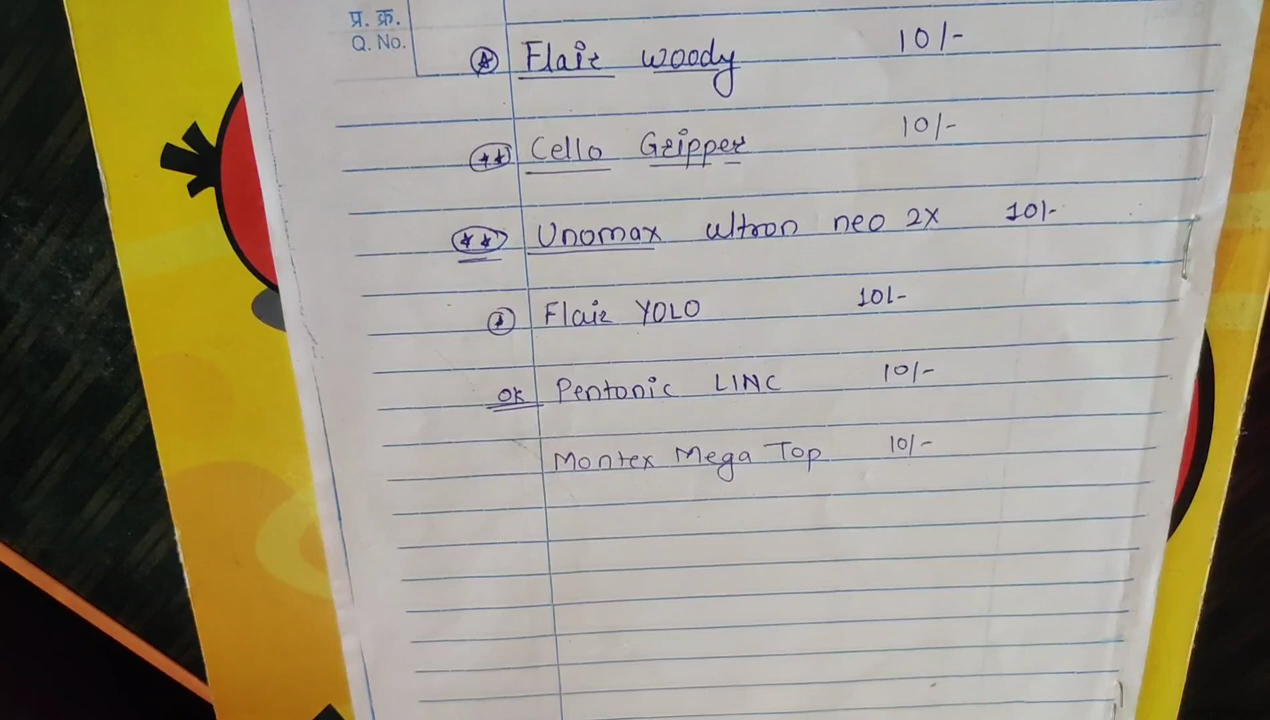 प्र. क्र.
Q. No.
★ Flair woody 10/-
★★ Cello Gripper 10/-
★★ Unomax ultron neo 2X 10/-
★ Flair YOLO 10/-
OK Pentonic LINC 10/-
Montex Mega Top 10/-